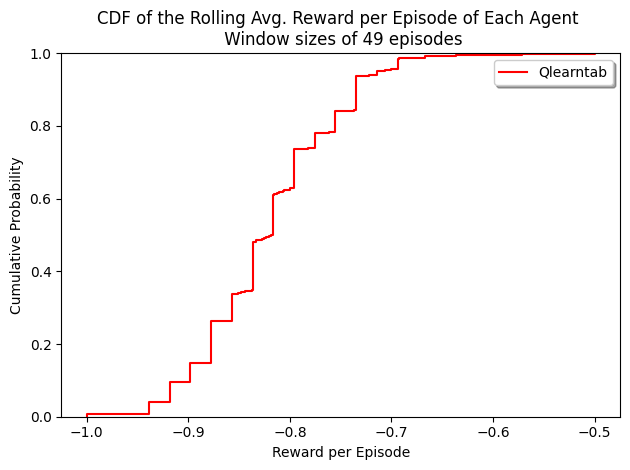 CDF of the Rolling Avg. Reward per Episode of Each Agent
Window sizes of 49 episodes
Qlearntab
Cumulative Probability
1.0
0.8
0.6
0.4
0.2
0.0
−1.0 −0.9 −0.8 −0.7 −0.6 −0.5
Reward per Episode